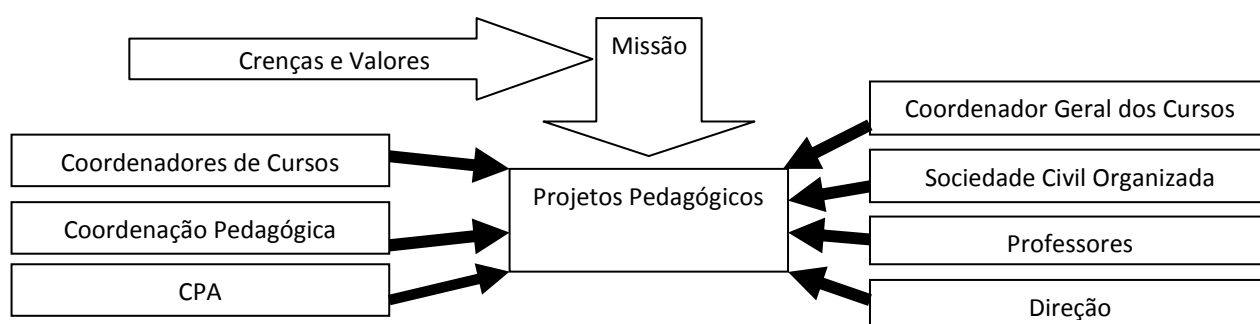 Missão
Crenças e Valores
Coordenador Geral dos Cursos
Coordenadores de Cursos
Sociedade Civil Organizada
Projetos Pedagógicos
Coordenação Pedagógica
Professores
CPA
Direção